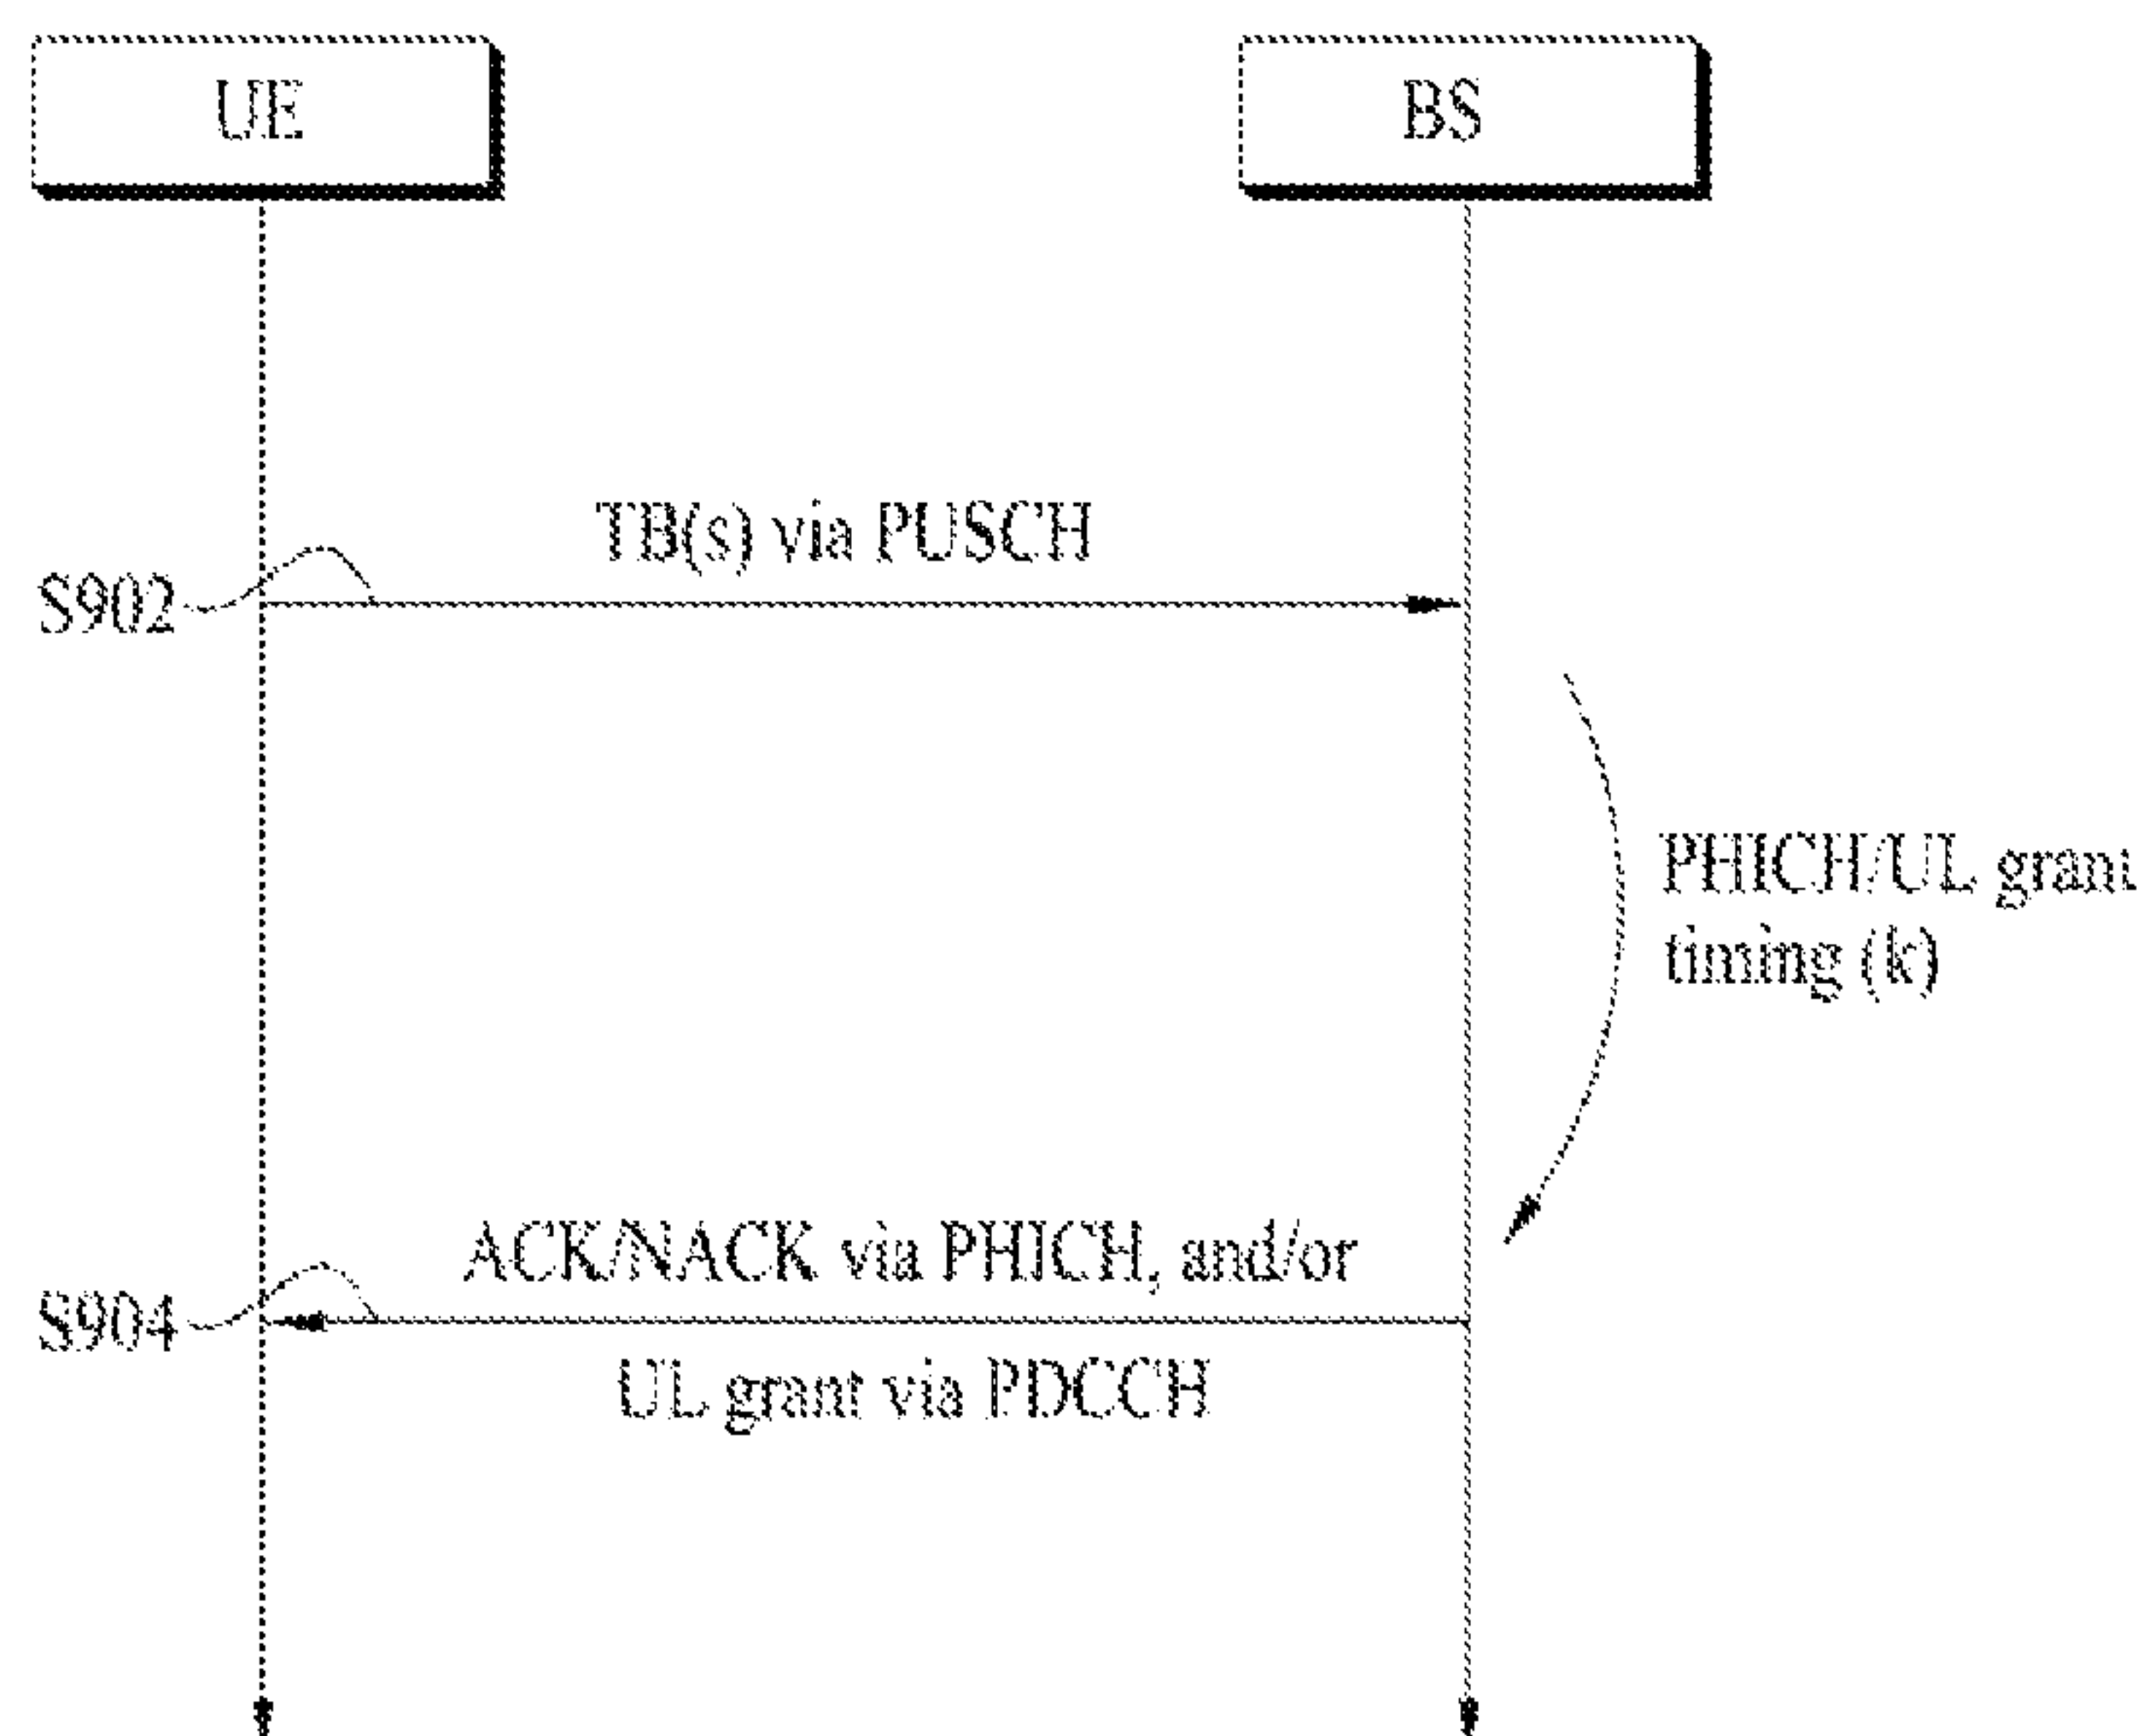 UE
BS
TB(s) via PUSCH
S902
PHICH/UL grant
timing (k)
ACK/NACK via PHICH, and/or
S904
UL grant via PDCCH